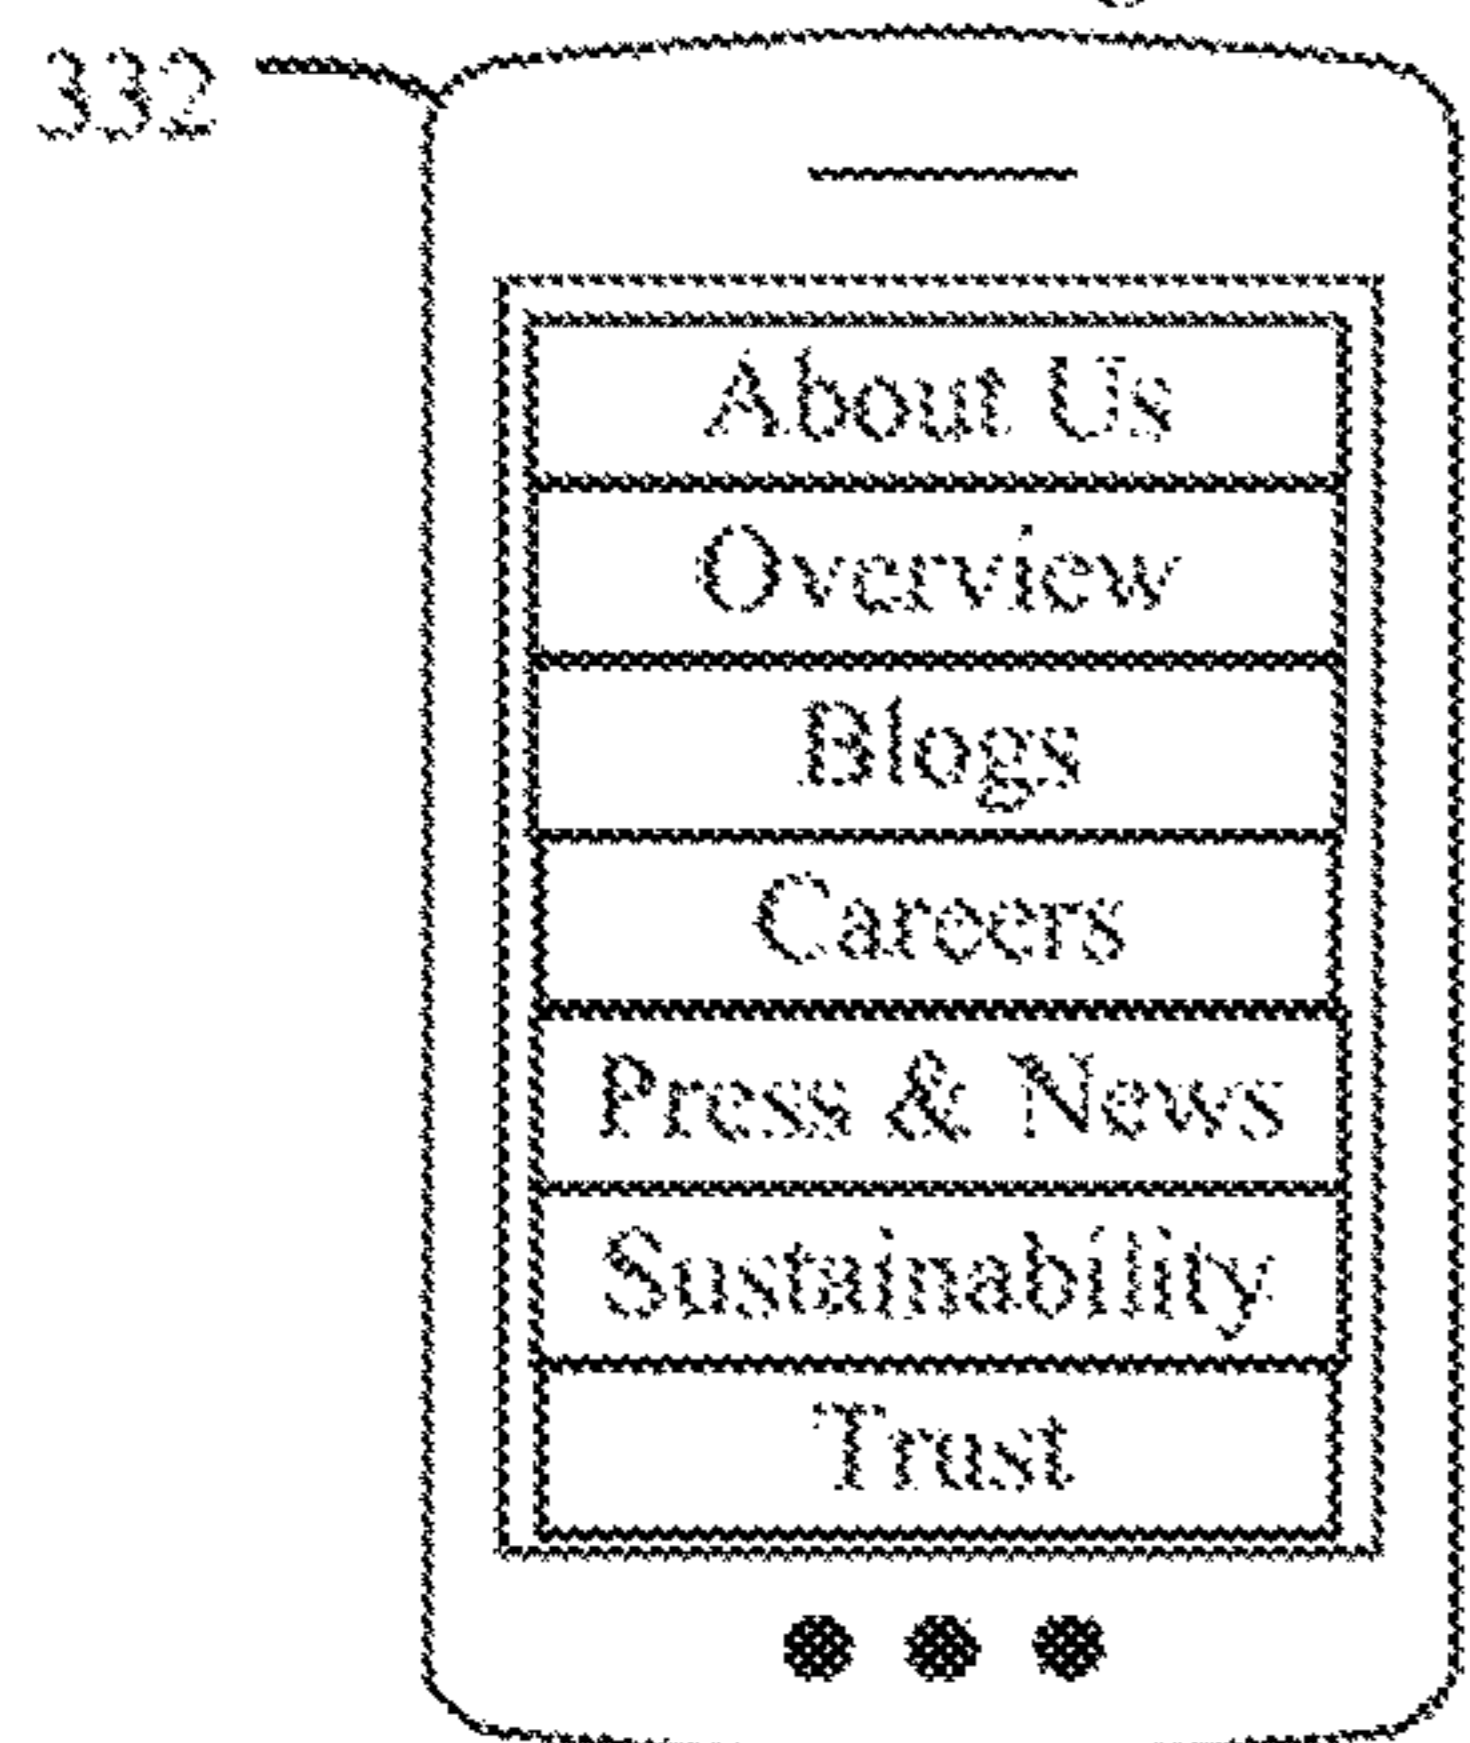 332
About Us
Overview
Blogs
Careers
Press & News
Sustainability
Trust